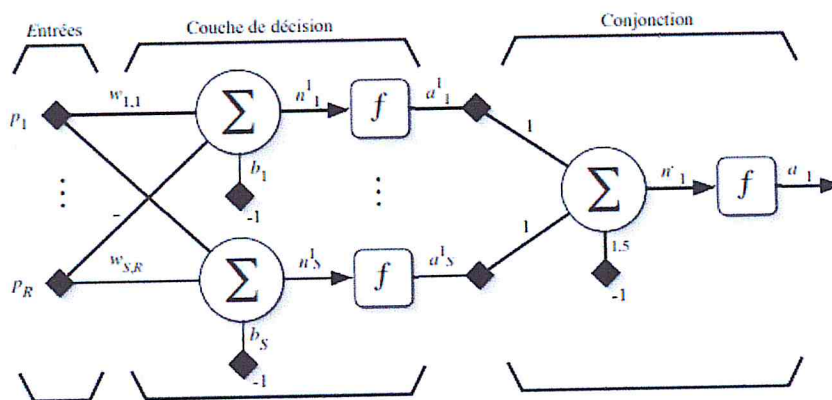 Entrées Couche de décision Conjonction
p1 w1,1 Σ n¹1 f a¹1 1
b1
-1
⋮ ⋮
- Σ n1 f a1
1 1.5
-1
pR wS,R Σ n¹S f a¹S
bS
-1